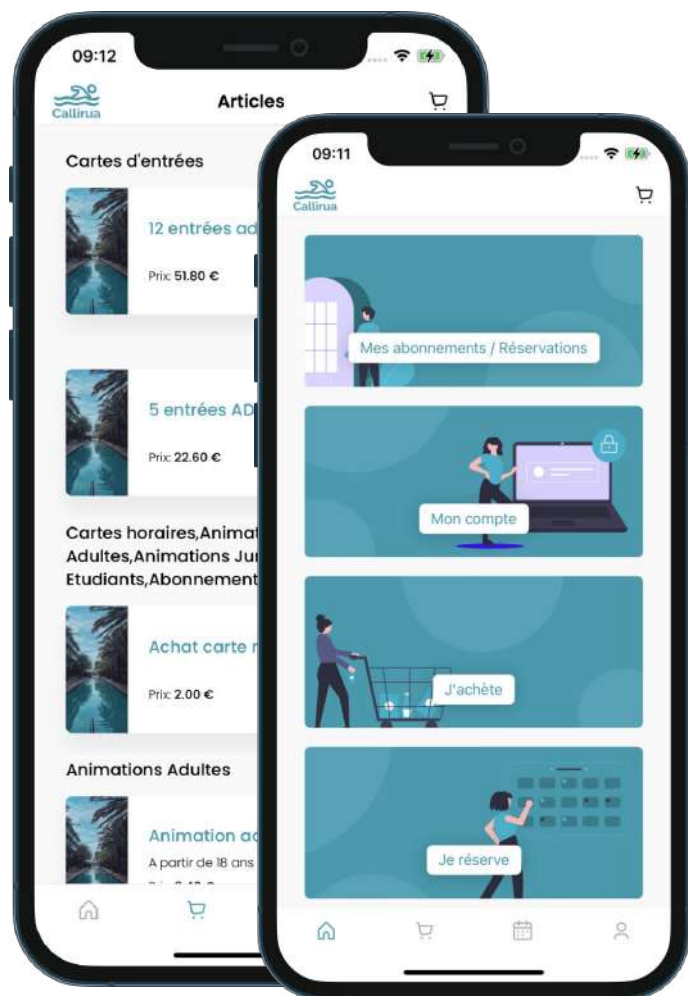 09:12
Callirua
Articles
Cartes d'entrées
12 entrées ad
Prix: 51.80 €
5 entrées AD
Prix: 22.60 €
Cartes horaires,Animat
Adultes,Animations Ju
Etudiants,Abonnement
Achat carte
Prix: 2.00 €
Animations Adultes
Animation ad
A partir de 18 ans
09:11
Callirua
Mes abonnements / Réservations
Mon compte
J'achète
Je réserve